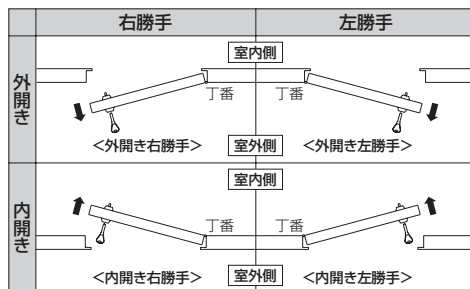 右勝手
左勝手
外開き
室内側
丁番
丁番
<外開き右勝手>
室外側
<外開き左勝手>
内開き
室内側
丁番
丁番
<内開き右勝手>
室外側
<内開き左勝手>